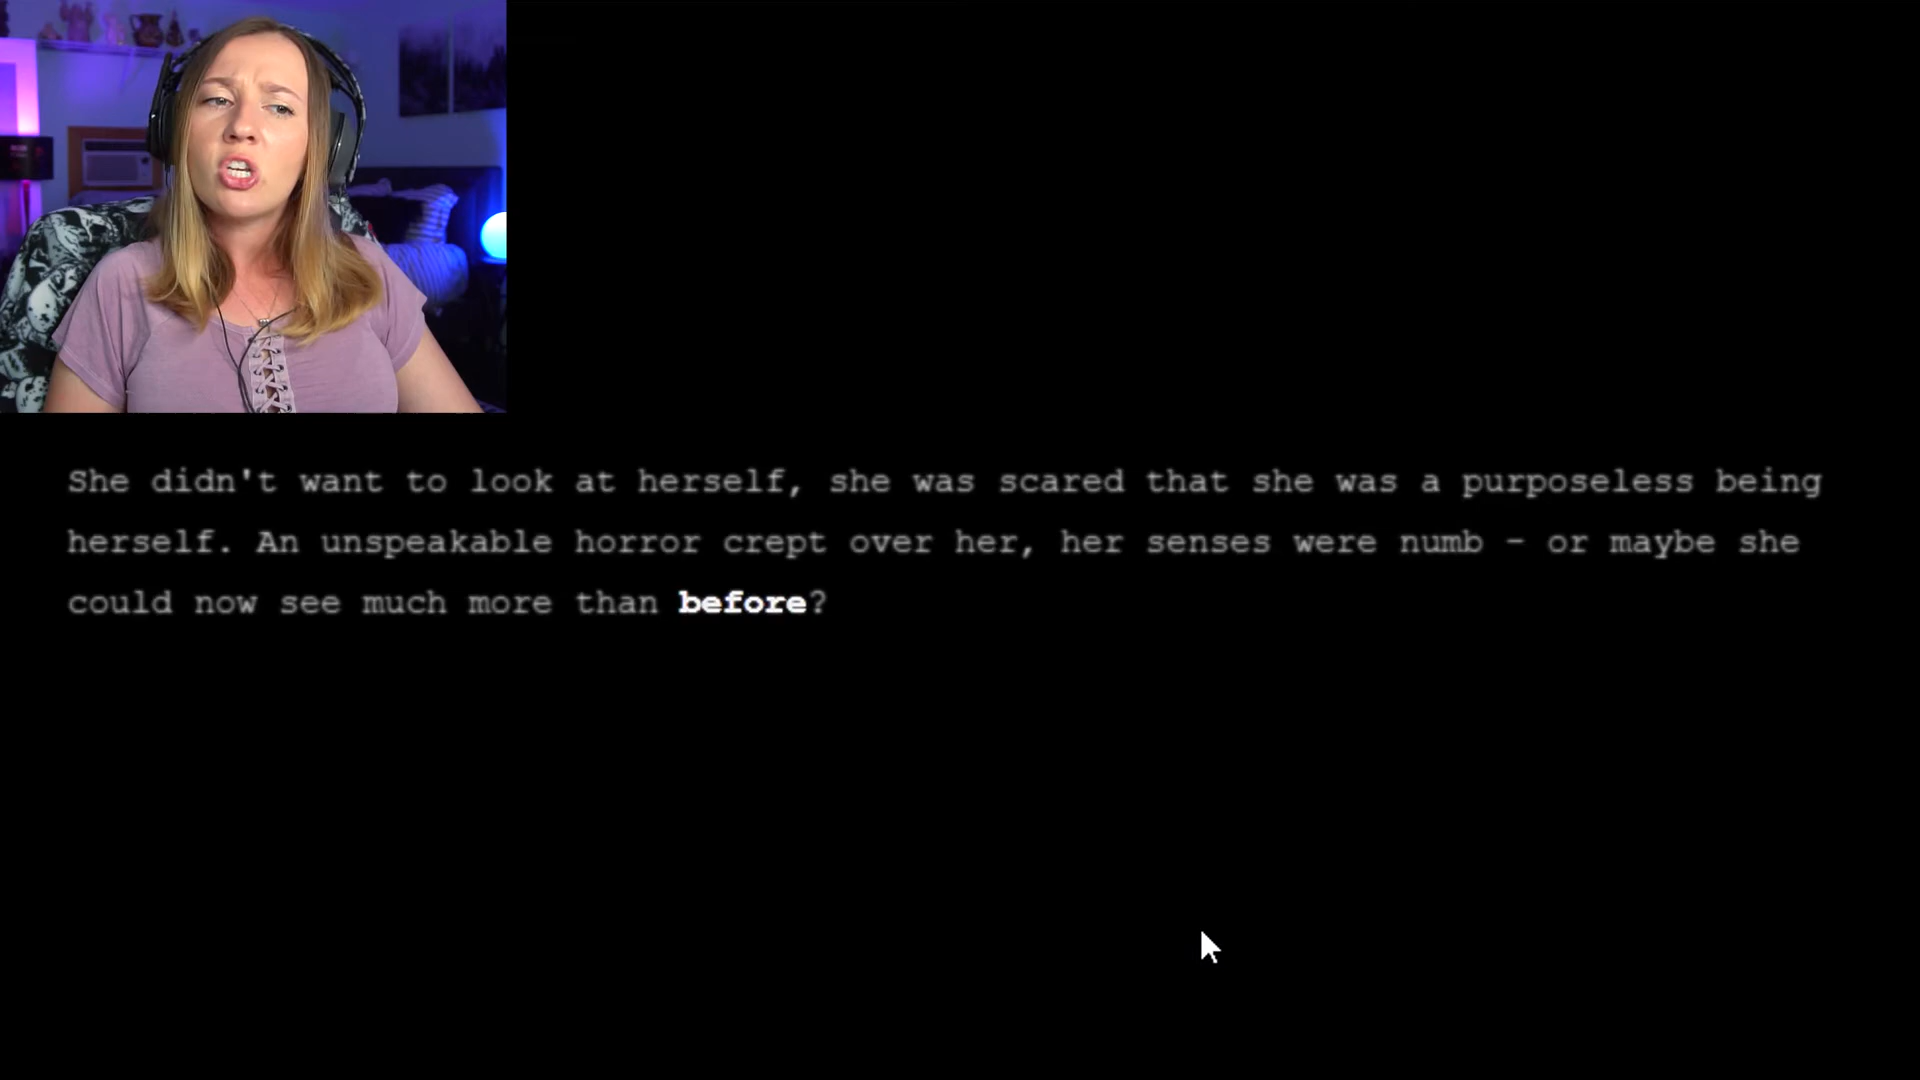 She didn't want to look at herself, she was scared that she was a purposeless being
herself. An unspeakable horror crept over her, her senses were numb - or maybe she
could now see much more than before?